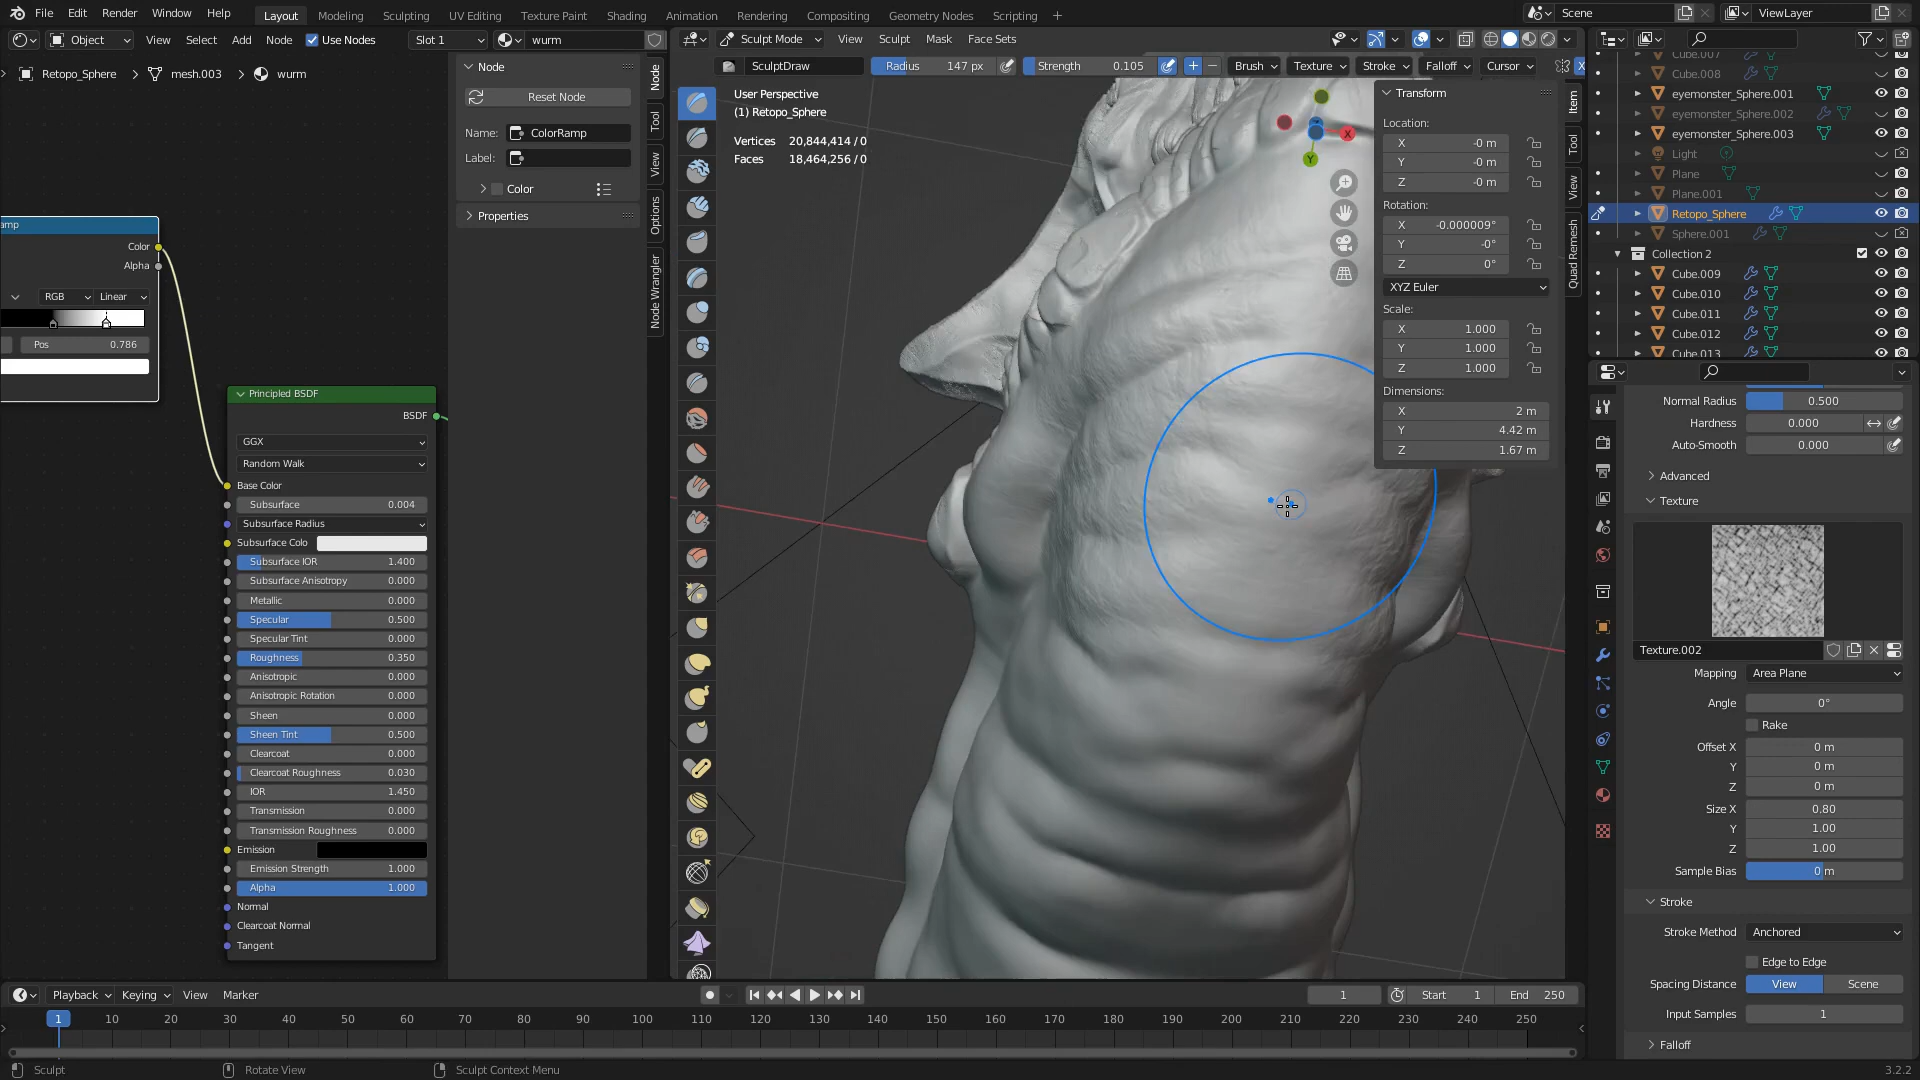 File Edit Render Window Help Layout Modeling Sculpting UV Editing Texture Paint Shading Animation Rendering Compositing Geometry Nodes Scripting + Scene ViewLayer
Object View Select Add Node Use Nodes Slot 1 wurm Sculpt Mode View Sculpt Mask Face Sets
Retopo_Sphere > mesh.003 > wurm
SculptDraw Radius 147 px Strength 0.105 + − Brush Texture Stroke Falloff Cursor X
Node
Reset Node
Name: ColorRamp
Label:
Color
Properties
Node
Tool
View
Options
Node Wrangler
amp
Color
Alpha
RGB Linear
Pos 0.786
Principled BSDF
BSDF
GGX
Random Walk
Base Color
Subsurface 0.004
Subsurface Radius
Subsurface Colo
Subsurface IOR 1.400
Subsurface Anisotropy 0.000
Metallic 0.000
Specular 0.500
Specular Tint 0.000
Roughness 0.350
Anisotropic 0.000
Anisotropic Rotation 0.000
Sheen 0.000
Sheen Tint 0.500
Clearcoat 0.000
Clearcoat Roughness 0.030
IOR 1.450
Transmission 0.000
Transmission Roughness 0.000
Emission
Emission Strength 1.000
Alpha 1.000
Normal
Clearcoat Normal
Tangent
User Perspective
(1) Retopo_Sphere
Vertices 20,844,414 / 0
Faces 18,464,256 / 0
X
Y
Transform
Location:
X -0 m
Y -0 m
Z -0 m
Rotation:
X -0.000009°
Y -0°
Z 0°
XYZ Euler
Scale:
X 1.000
Y 1.000
Z 1.000
Dimensions:
X 2 m
Y 4.42 m
Z 1.67 m
Item
Tool
View
Quad Remesh
Cube.007
Cube.008
eyemonster_Sphere.001
eyemonster_Sphere.002
eyemonster_Sphere.003
Light
Plane
Plane.001
Retopo_Sphere
Sphere.001
Collection 2
Cube.009
Cube.010
Cube.011
Cube.012
Cube.013
Normal Radius 0.500
Hardness 0.000
Auto-Smooth 0.000
Advanced
Texture
Texture.002
Mapping Area Plane
Angle 0°
Rake
Offset X 0 m
Y 0 m
Z 0 m
Size X 0.80
Y 1.00
Z 1.00
Sample Bias 0 m
Stroke
Stroke Method Anchored
Edge to Edge
Spacing Distance View Scene
Input Samples 1
Falloff
Playback Keying View Marker 1 Start 1 End 250
1 10 20 30 40 50 60 70 80 90 100 110 120 130 140 150 160 170 180 190 200 210 220 230 240 250
Sculpt Rotate View Sculpt Context Menu 3.2.2